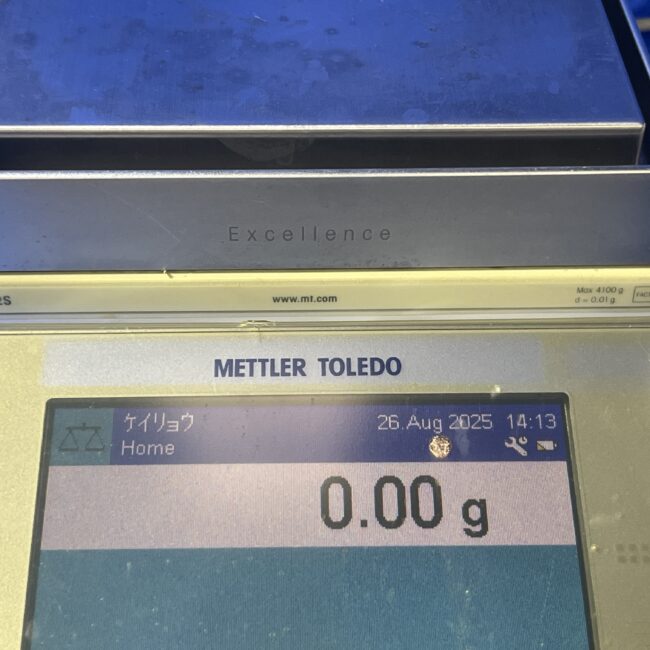 Excellence
www.mt.com
Max 4100 g
d = 0.01 g
METTLER TOLEDO
ケイリョウ
26.Aug 2025 14:13
Home
0.00 g